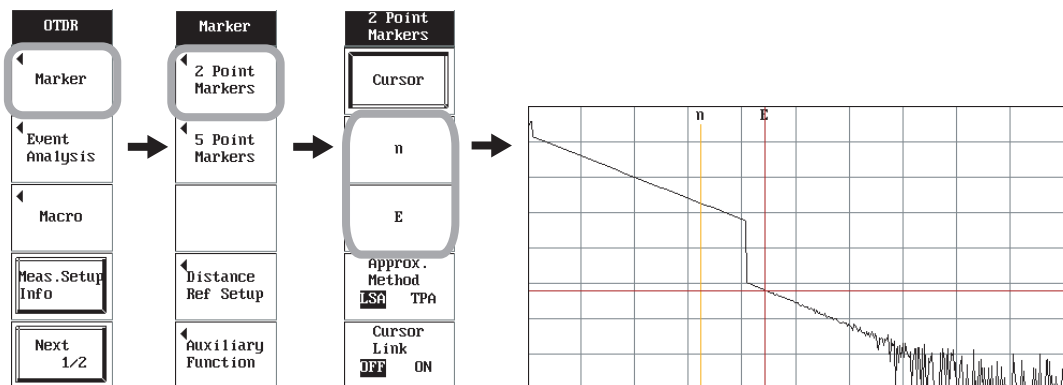 OTDR
Marker
Event
Analysis
Macro
Meas.Setup
Info
Next
1/2
Marker
2 Point
Markers
5 Point
Markers
Distance
Ref Setup
Auxiliary
Function
2 Point
Markers
Cursor
n
E
Approx.
Method
LSA TPA
Cursor
Link
OFF ON
n E